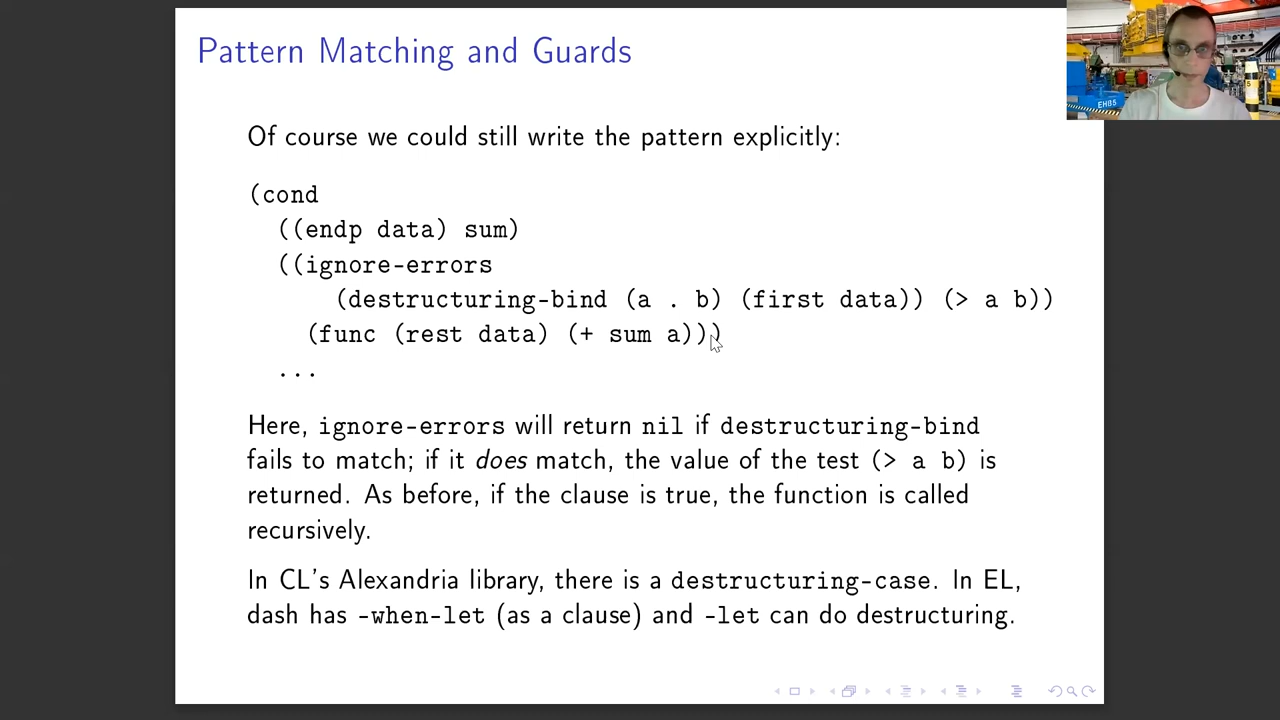 Pattern Matching and Guards
Of course we could still write the pattern explicitly:
(cond
((endp data) sum)
((ignore-errors
(destructuring-bind (a . b) (first data)) (> a b))
(func (rest data) (+ sum a)))
...
Here, ignore-errors will return nil if destructuring-bind
fails to match; if it does match, the value of the test (> a b) is
returned. As before, if the clause is true, the function is called
recursively.
In CL's Alexandria library, there is a destructuring-case. In EL,
dash has -when-let (as a clause) and -let can do destructuring.
EHB5
5